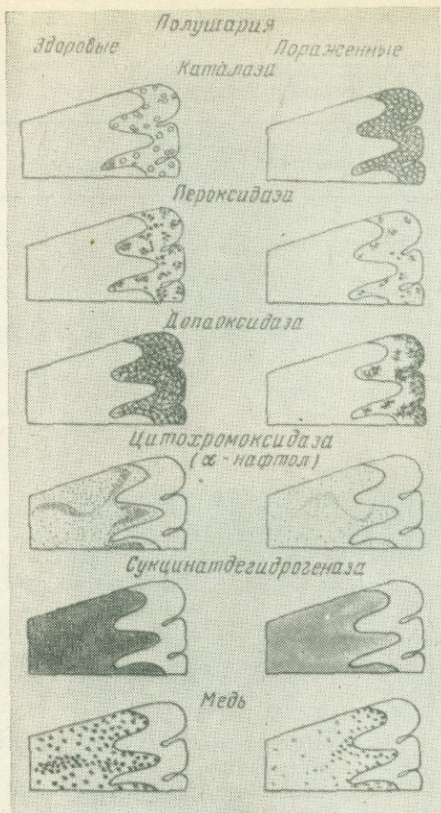 Полушария
Здоровые Пораженные
Каталаза
Пероксидаза
Допаоксидаза
Цитохромоксидаза
(α-нафтол)
Сукцинатдегидрогеназа
Медь